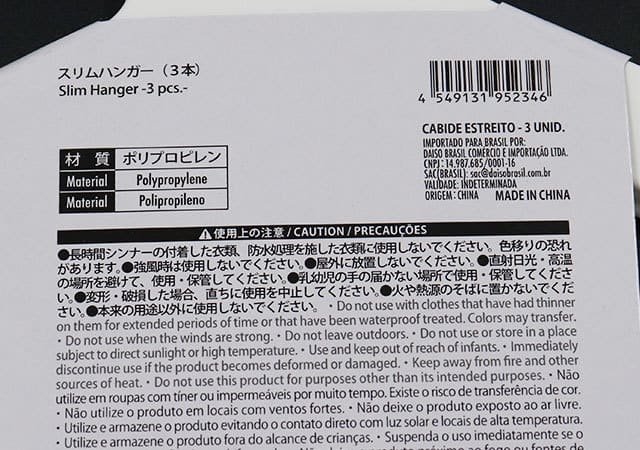 スリムハンガー（３本）
Slim Hanger -3 pcs.-
4 549131 952346
CABIDE ESTREITO - 3 UNID.
IMPORTADO PARA BRASIL POR:
DAISO BRASIL COMÉRCIO E IMPORTAÇÃO LTDA.
CNPJ : 14.987.685/0001-16
SAC(BRASIL): sac@daisobrasil.com.br
VALIDADE: INDETERMINADA
ORIGEM: CHINA MADE IN CHINA
材質 ポリプロピレン
Material Polypropylene
Material Polipropileno
⚠使用上の注意 / CAUTION / PRECAUÇÕES
●長時間シンナーの付着した衣類、防水処理を施した衣類に使用しないでください。色移りの恐れ
があります。●強風時は使用しないでください。●屋外に放置しないでください。●直射日光・高温
の場所を避けて、使用・保管してください。●乳幼児の手の届かない場所で使用・保管してくださ
い。●変形・破損した場合、直ちに使用を中止してください。●火や熱源のそばに置かないでくだ
さい。●本来の用途以外に使用しないでください。・Do not use with clothes that have had thinner
on them for extended periods of time or that have been waterproof treated. Colors may transfer.
・Do not use when the winds are strong.・Do not leave outdoors.・Do not use or store in a place
subject to direct sunlight or high temperature.・Use and keep out of reach of infants.・Immediately
discontinue use if the product becomes deformed or damaged.・Keep away from fire and other
sources of heat.・Do not use this product for purposes other than its intended purposes.・Não
utilize em roupas com tíner ou impermeáveis por muito tempo. Existe o risco de transferência de cor.
・Não utilize o produto em locais com ventos fortes.・Não deixe o produto exposto ao ar livre.
・Utilize e armazene o produto evitando o contato direto com luz solar e locais de alta temperatura.
・Utilize e armazene fora do alcance de crianças.・Suspenda o uso imediatamente se o